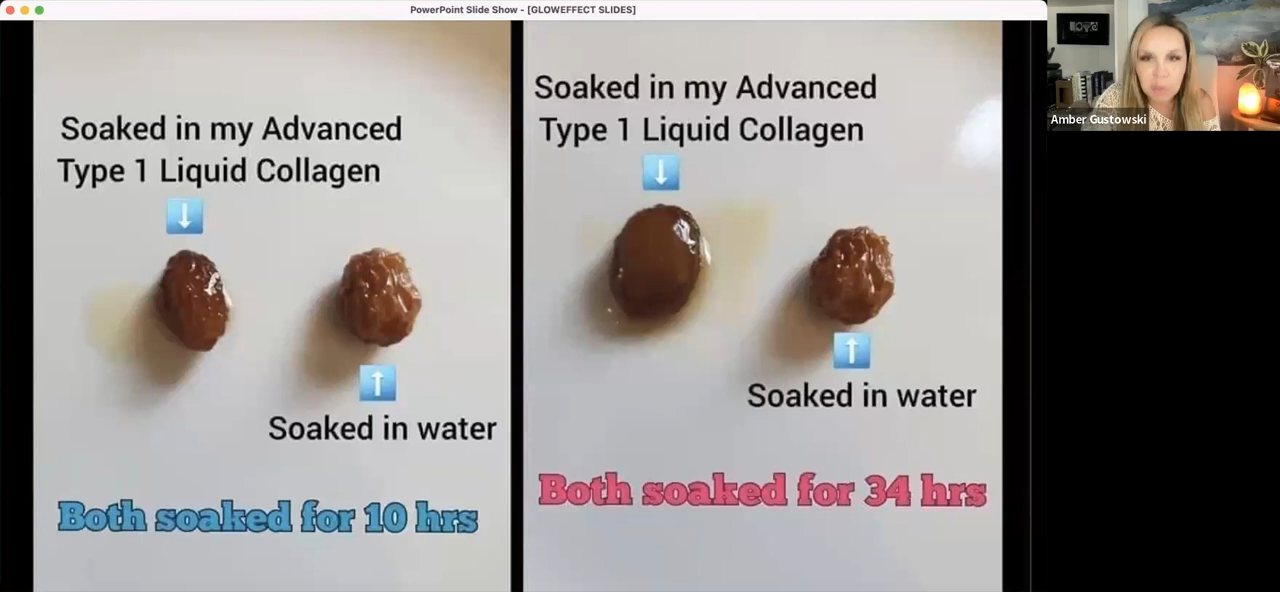 PowerPoint Slide Show - [GLOWEFFECT SLIDES]
Soaked in my Advanced
Type 1 Liquid Collagen
Soaked in water
Both soaked for 10 hrs
Soaked in my Advanced
Type 1 Liquid Collagen
Soaked in water
Both soaked for 34 hrs
Amber Gustowski